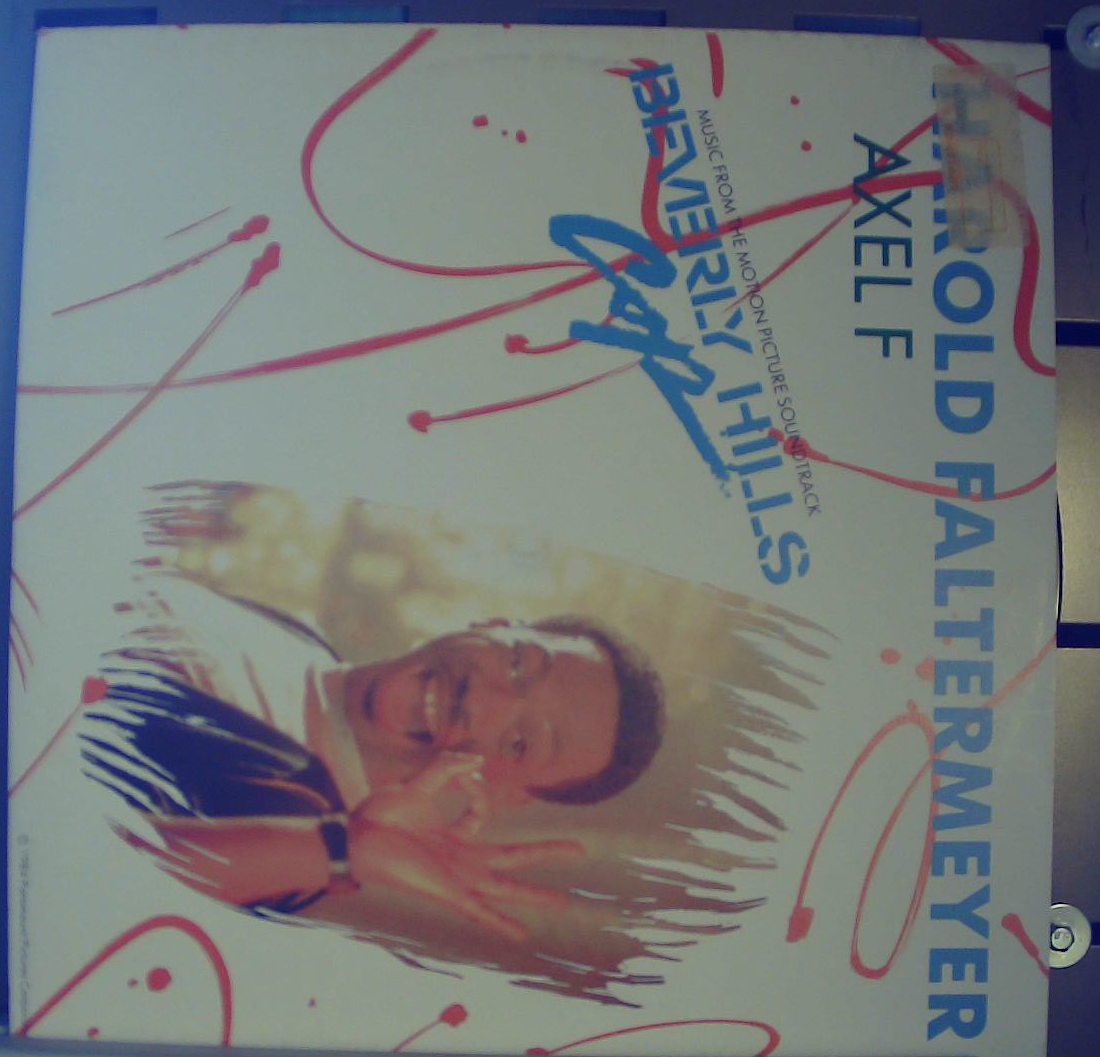 HAROLD FALTERMEYER
AXEL F
MUSIC FROM THE MOTION PICTURE SOUNDTRACK
BEVERLY HILLS
Cop